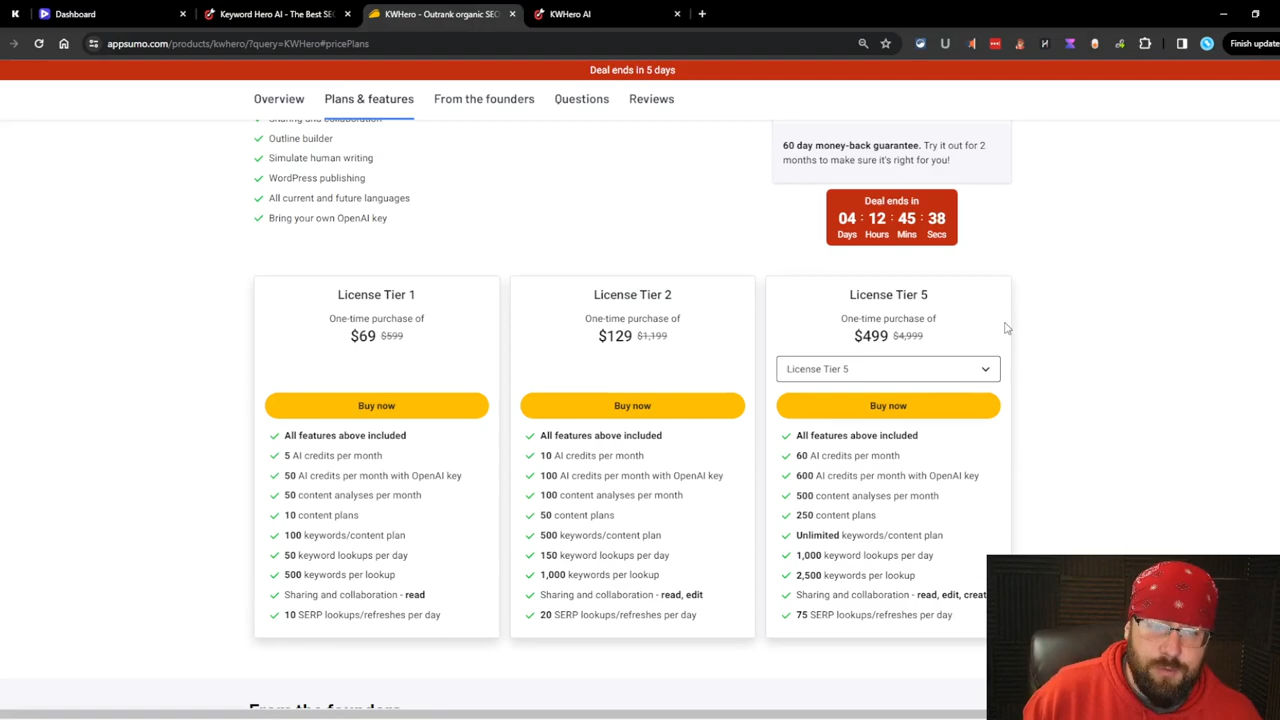 Dashboard
Keyword Hero AI - The Best SEC
KWHero - Outrank organic SEO
KWHero AI
appsumo.com/products/kwhero/?query=KWHero#pricePlans
Finish update
Deal ends in 5 days
Overview
Plans & features
From the founders
Questions
Reviews
Sharing and collaboration
Outline builder
Simulate human writing
WordPress publishing
All current and future languages
Bring your own OpenAI key
60 day money-back guarantee. Try it out for 2
months to make sure it's right for you!
Deal ends in
04 : 12 : 45 : 38
Days Hours Mins Secs
License Tier 1
One-time purchase of
$69 $599
Buy now
All features above included
5 AI credits per month
50 AI credits per month with OpenAI key
50 content analyses per month
10 content plans
100 keywords/content plan
50 keyword lookups per day
500 keywords per lookup
Sharing and collaboration - read
10 SERP lookups/refreshes per day
License Tier 2
One-time purchase of
$129 $1,199
Buy now
All features above included
10 AI credits per month
100 AI credits per month with OpenAI key
100 content analyses per month
50 content plans
500 keywords/content plan
150 keyword lookups per day
1,000 keywords per lookup
Sharing and collaboration - read, edit
20 SERP lookups/refreshes per day
License Tier 5
One-time purchase of
$499 $4,999
License Tier 5
Buy now
All features above included
60 AI credits per month
600 AI credits per month with OpenAI key
500 content analyses per month
250 content plans
Unlimited keywords/content plan
1,000 keyword lookups per day
2,500 keywords per lookup
Sharing and collaboration - read, edit, creat
75 SERP lookups/refreshes per day
From the founders